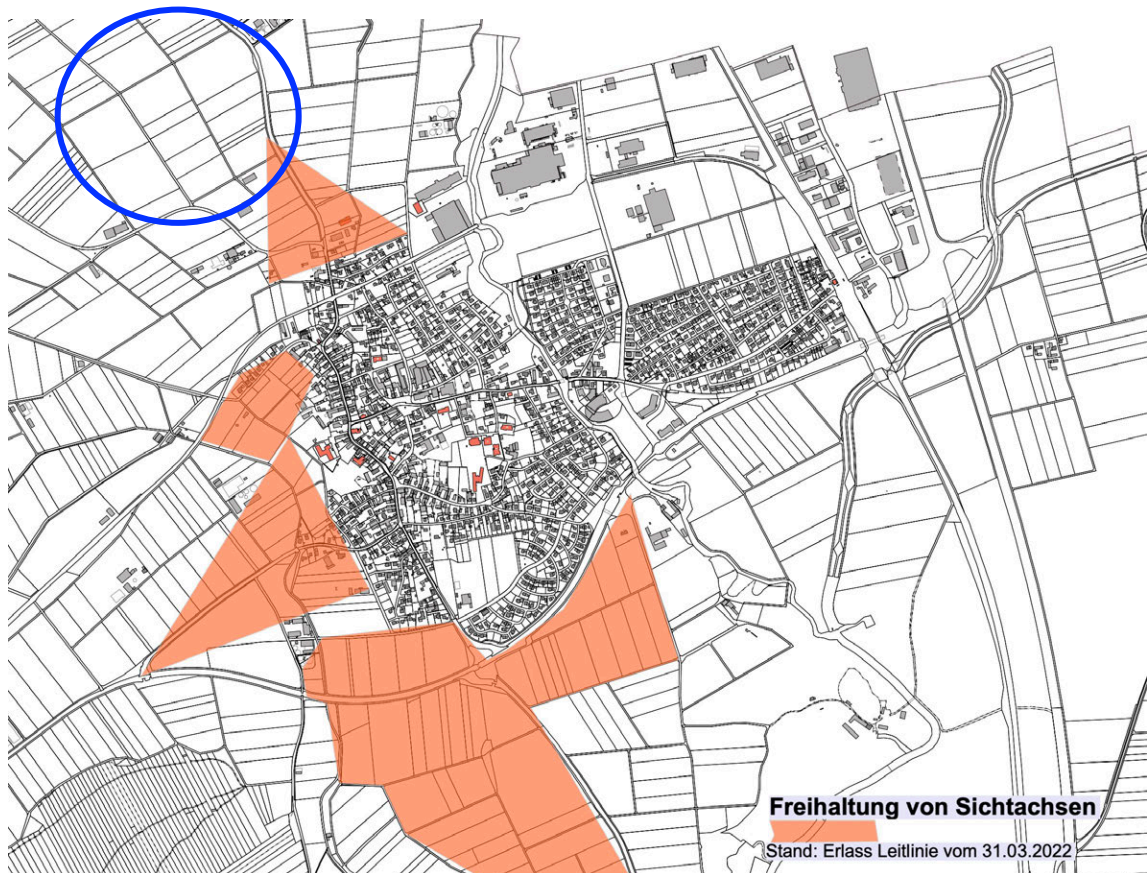 Freihaltung von Sichtachsen
Stand: Erlass Leitlinie vom 31.03.2022